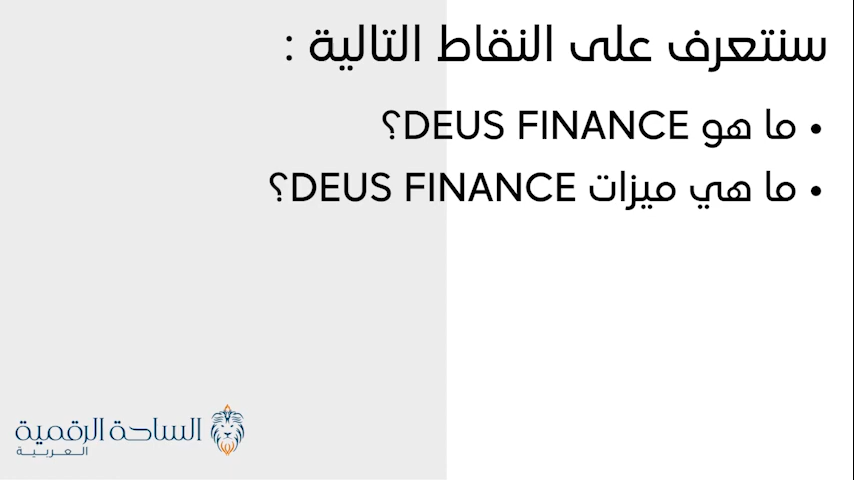 سنتعرف على النقاط التالية :
• ما هو DEUS FINANCE؟
• ما هي ميزات DEUS FINANCE؟
الساحة الرقمية
العربية